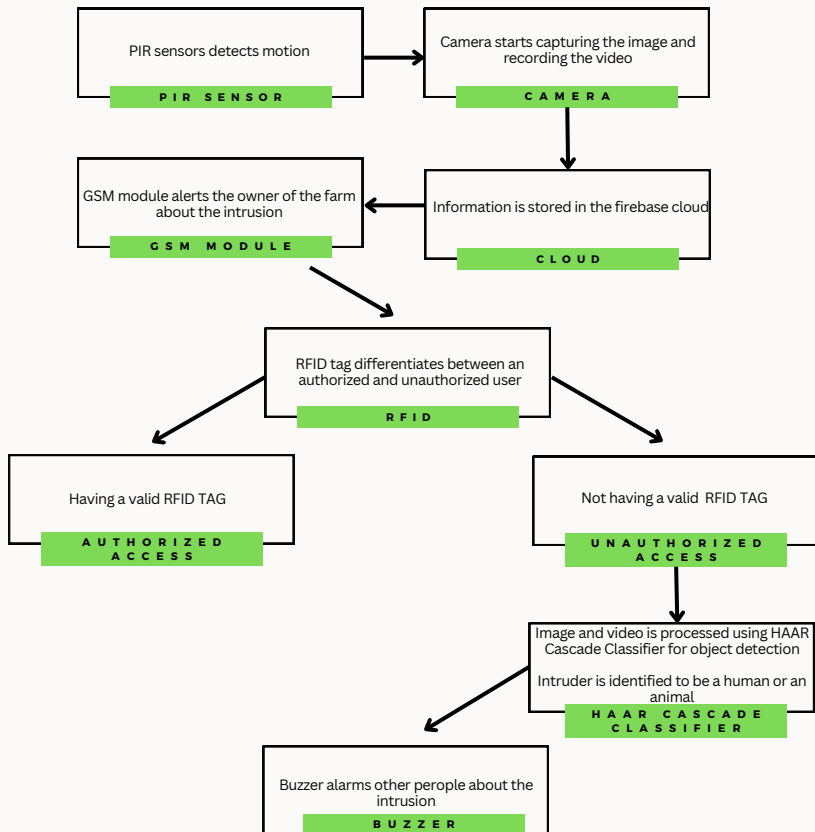 PIR sensors detects motion
PIR SENSOR
Camera starts capturing the image and
recording the video
CAMERA
GSM module alerts the owner of the farm
about the intrusion
GSM MODULE
Information is stored in the firebase cloud
CLOUD
RFID tag differentiates between an
authorized and unauthorized user
RFID
Having a valid RFID TAG
AUTHORIZED
ACCESS
Not having a valid RFID TAG
UNAUTHORIZED
ACCESS
Image and video is processed using HAAR
Cascade Classifier for object detection
Intruder is identified to be a human or an
animal
HAAR CASCADE
CLASSIFIER
Buzzer alarms other perople about the
intrusion
BUZZER